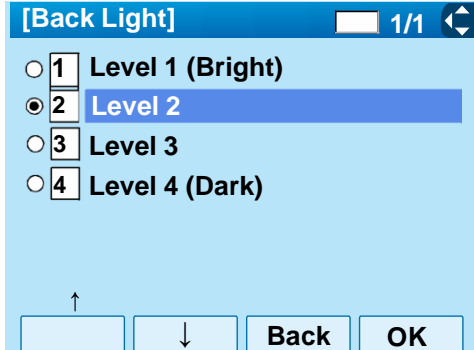 [Back Light] 1/1
1 Level 1 (Bright)
2 Level 2
3 Level 3
4 Level 4 (Dark)
↑
↓ Back OK